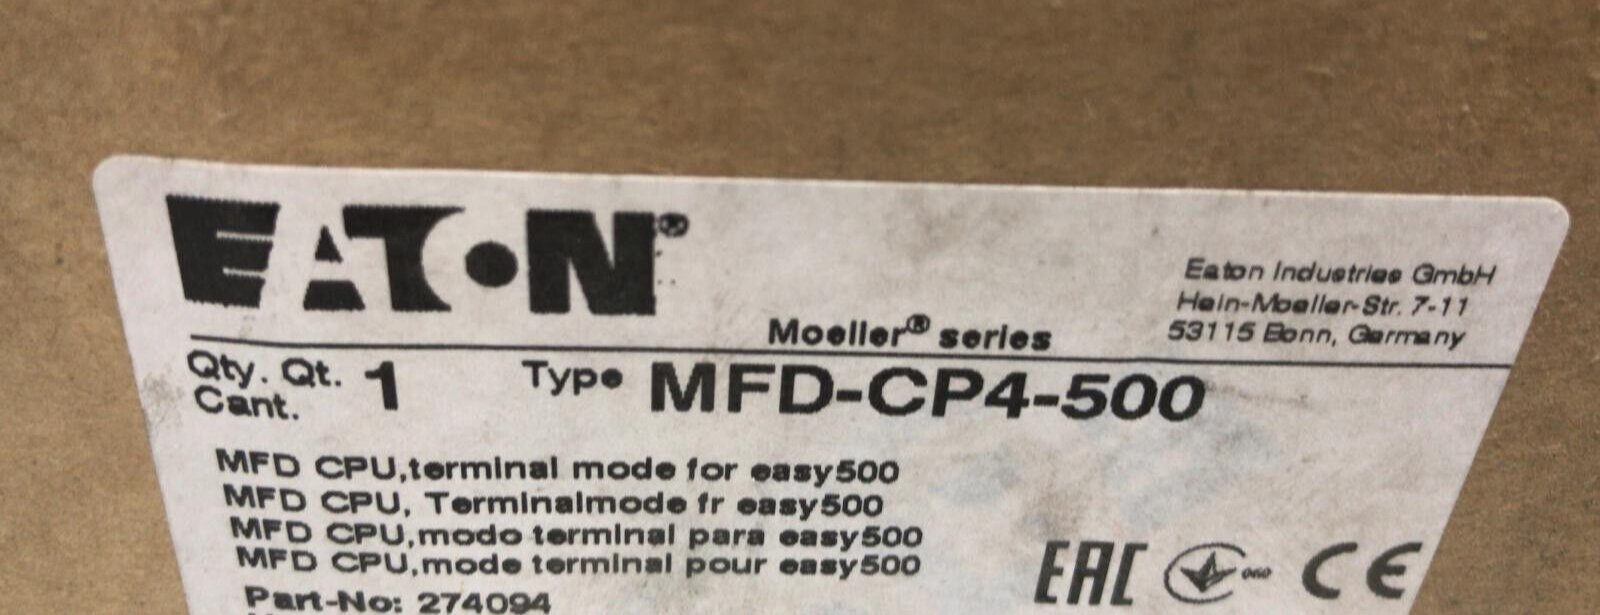 EATON®
Moeller® series
Eaton Industries GmbH
Hein-Moeller-Str. 7-11
53115 Bonn, Germany
Qty. Qt. 1
Cant.
Type MFD-CP4-500
MFD CPU,terminal mode for easy500
MFD CPU, Terminalmode fr easy500
MFD CPU,modo terminal para easy500
MFD CPU,mode terminal pour easy500
EAC
CE
Part-No: 274094